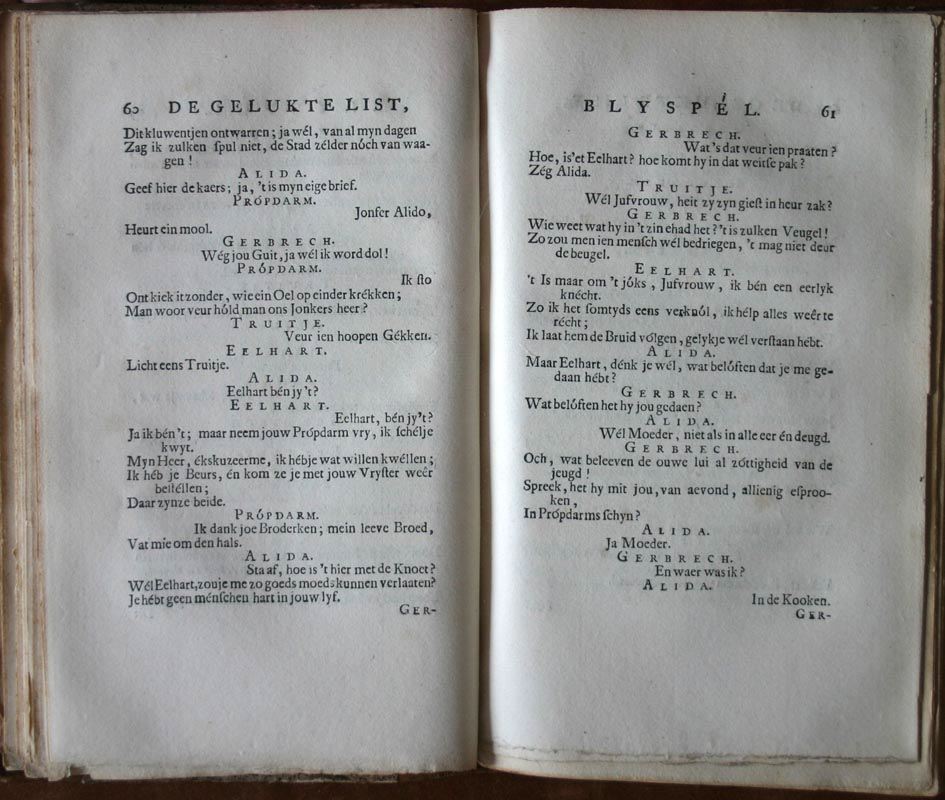 60 DE GELUKTE LIST,
Dit kluwentjen ontwarren; ja wél, van al myn dagen
Zag ik zulken ſpul niet, de Stad zélder nóch van waa-
gen!
ALIDA.
Geef hier de kaers; ja, 't is myn eige brief.
PRÓPDARM.
Jonſer Alido,
Heurt ein mool.
GERBRECH.
Wég jou Guit, ja wél ik word dol!
PRÓPDARM.
Ik ſto
Ont kiek it zonder, wie ein Oel op einder krékken;
Man woor veur hóld man ons Jonkers heer?
TRUITJE.
Veur ien hoopen Gékken.
EELHART.
Licht eens Truitje.
ALIDA.
Eelhart bén jy 't?
EELHART.
Eelhart, bén jy't?
Ja ik bén 't; maar neem jouw Própdarm vry, ik ſchélje
kwyt.
Myn Heer, ékskuzeerme, ik hébje wat willen kwéllen;
Ik héb je Beurs, én kom ze je met jouw Vryſter weêr
beſtéllen;
Daar zynze beide.
PRÓPDARM.
Ik dank joe Broderken; mein leeve Broed,
Vat mie om den hals.
ALIDA.
Sta af, hoe is 't hier met de Knoet?
Wél Eelhart, zou je me zo goeds moeds kunnen verlaaten?
Je hébt geen ménſchen hart in jouw lyf.
GER-
BLYSPÉL. 61
GERBRECH.
Wat 's dat veur ien praaten?
Hoe, is'et Eelhart? hoe komt hy in dat weitſe pak?
Zég Alida.
TRUITJE.
Wél Juſvrouw, heit zy zyn gieſt in heur zak?
GERBRECH.
Wie weet wat hy in 't zin ehad het? 't is zulken Veugel!
Zo zou men ien menſch wél bedriegen, 't mag niet deur
de beugel.
EELHART.
't Is maar om 't jóks, Jufvrouw, ik bén een eerlyk
knécht.
Zo ik het ſomtyds eens verknól, ik hélp alles weêr te
récht;
Ik laat hem de Bruid vólgen, gelykje wél verſtaan hébt.
ALIDA.
Maar Eelhart, dénk je wél, wat belóften dat je me ge-
daan hébt?
GERBRECH.
Wat belóften het hy jou gedaen?
ALIDA.
Wél Moeder, niet als in alle eer én deugd.
GERBRECH.
Och, wat beleeven de ouwe lui al zóttigheid van de
jeugd!
Spreek, het hy mit jou, van aevond, allienig eſproo-
ken,
In Própdarms ſchyn?
ALIDA.
Ja Moeder.
GERBRECH.
En waer was ik?
ALIDA.
In de Kooken.
GER-